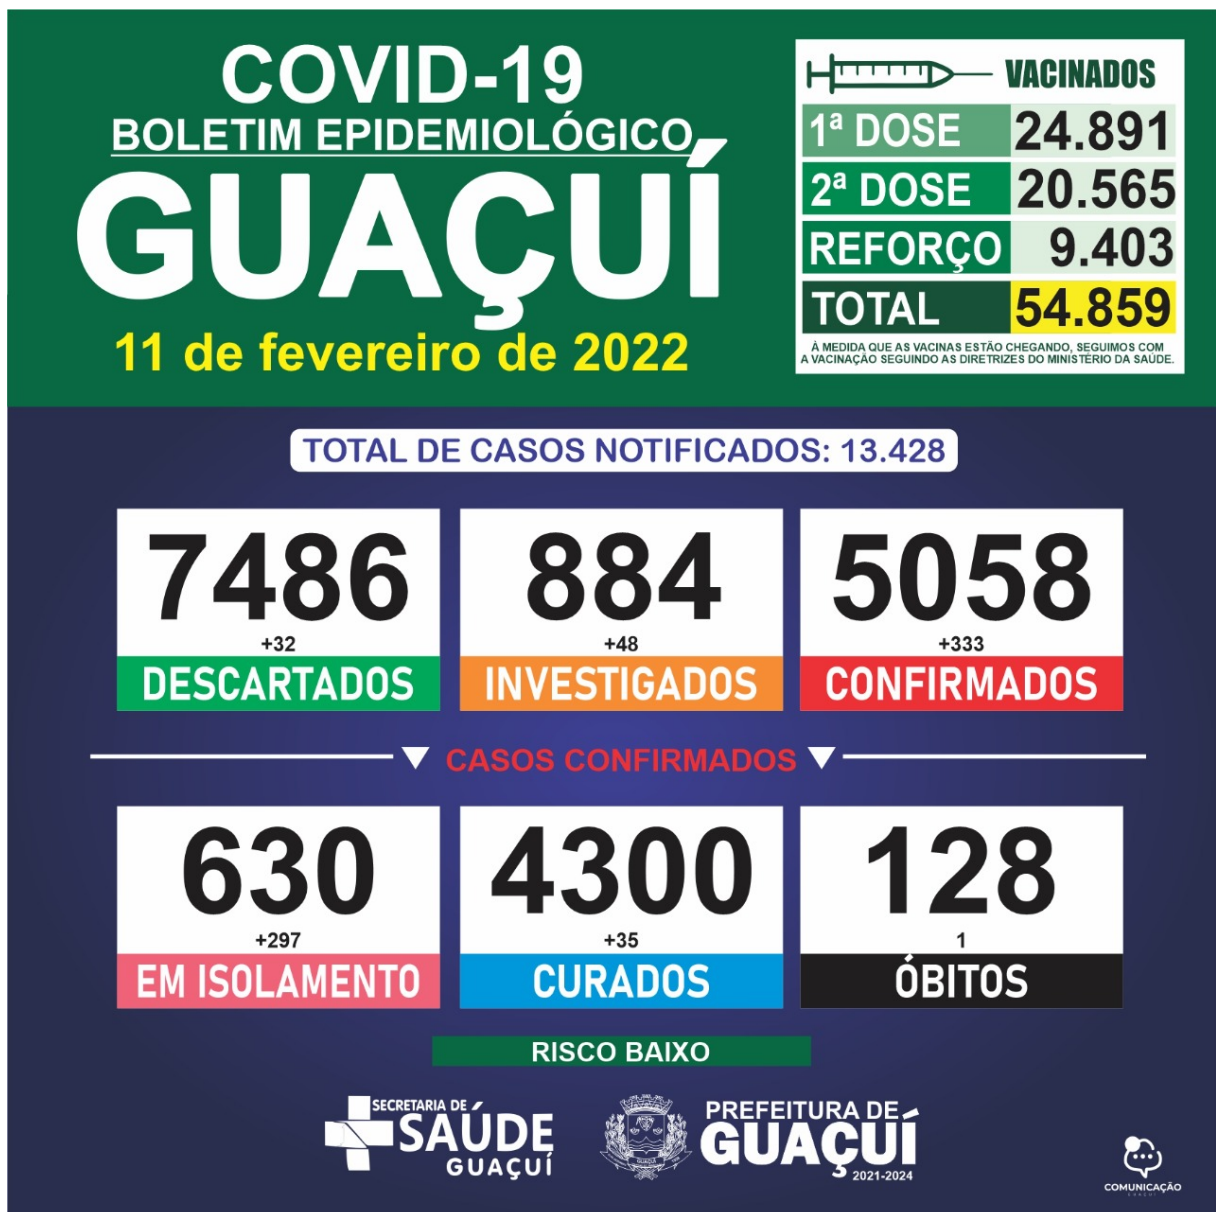 COVID-19
BOLETIM EPIDEMIOLÓGICO
GUAÇUÍ
11 de fevereiro de 2022
VACINADOS
1ª DOSE 24.891
2ª DOSE 20.565
REFORÇO 9.403
TOTAL 54.859
À MEDIDA QUE AS VACINAS ESTÃO CHEGANDO, SEGUIMOS COM
A VACINAÇÃO SEGUINDO AS DIRETRIZES DO MINISTÉRIO DA SAÚDE.
TOTAL DE CASOS NOTIFICADOS: 13.428
7486
+32
DESCARTADOS
884
+48
INVESTIGADOS
5058
+333
CONFIRMADOS
CASOS CONFIRMADOS
630
+297
EM ISOLAMENTO
4300
+35
CURADOS
128
1
ÓBITOS
RISCO BAIXO
SECRETARIA DE
SAÚDE
GUAÇUÍ
PREFEITURA DE
GUAÇUÍ
2021-2024
COMUNICAÇÃO